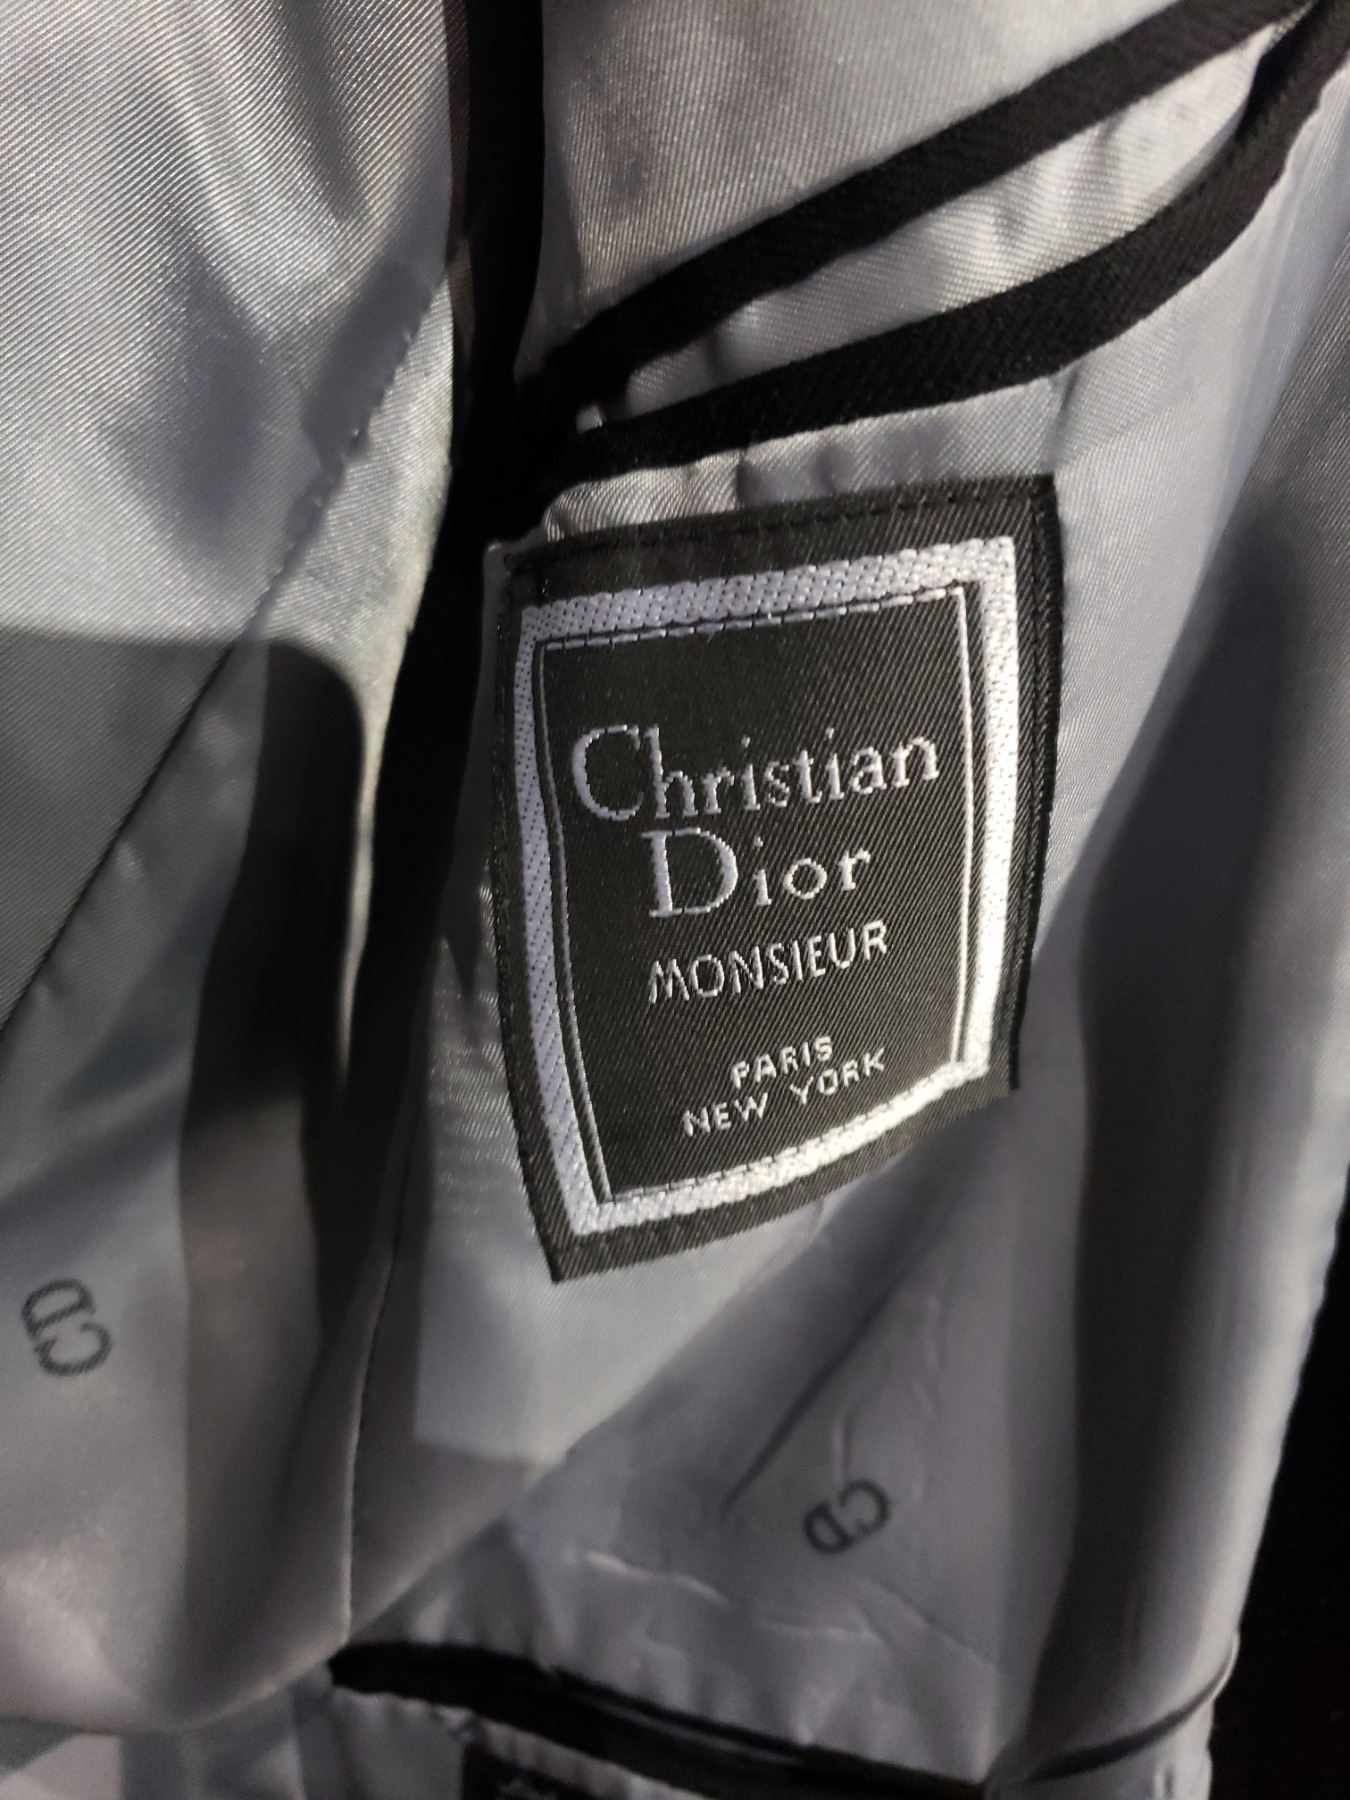 Christian
Dior
MONSIEUR
PARIS
NEW YORK
CD
CD